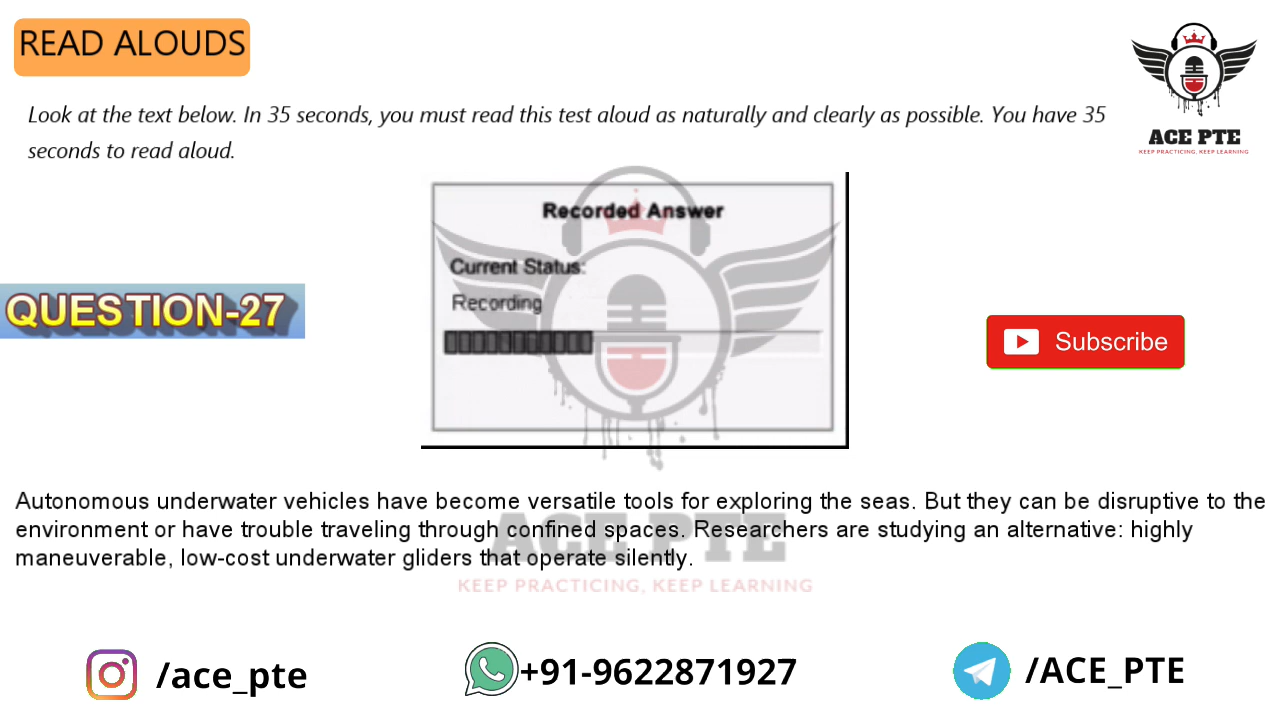 READ ALOUDS
ACE PTE
KEEP PRACTICING, KEEP LEARNING
Look at the text below. In 35 seconds, you must read this test aloud as naturally and clearly as possible. You have 35
seconds to read aloud.
Recorded Answer
Current Status:
Recording
QUESTION-27
Subscribe
Autonomous underwater vehicles have become versatile tools for exploring the seas. But they can be disruptive to the
environment or have trouble traveling through confined spaces. Researchers are studying an alternative: highly
maneuverable, low-cost underwater gliders that operate silently.
ACE PTE
KEEP PRACTICING, KEEP LEARNING
/ace_pte
+91-9622871927
/ACE_PTE